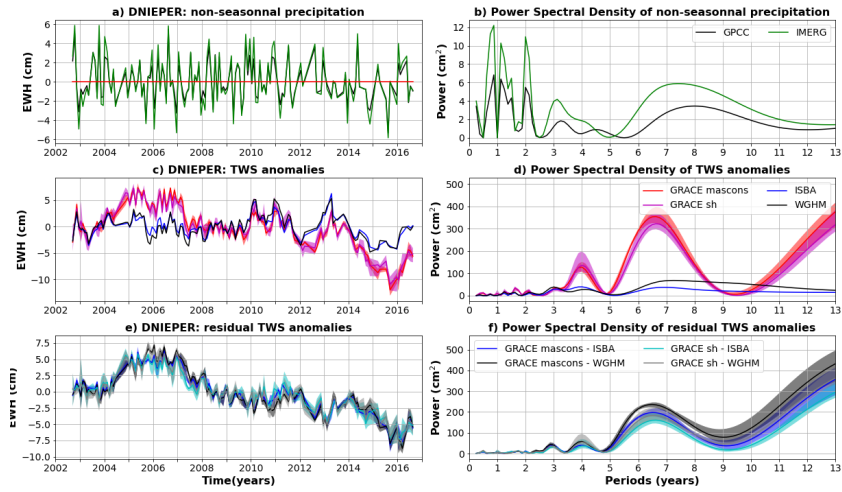 a) DNIEPER: non-seasonnal precipitation
EWH (cm)
6
4
2
0
−2
−4
−6
2002 2004 2006 2008 2010 2012 2014 2016
b) Power Spectral Density of non-seasonnal precipitation
Power (cm²)
12
10
8
6
4
2
0
GPCC IMERG
0 1 2 3 4 5 6 7 8 9 10 11 12 13
c) DNIEPER: TWS anomalies
EWH (cm)
5
0
−5
−10
2002 2004 2006 2008 2010 2012 2014 2016
d) Power Spectral Density of TWS anomalies
Power (cm²)
500
400
300
200
100
0
GRACE mascons ISBA
GRACE sh WGHM
0 1 2 3 4 5 6 7 8 9 10 11 12 13
e) DNIEPER: residual TWS anomalies
EWH (cm)
7.5
5.0
2.5
0.0
−2.5
−5.0
−7.5
−10.0
2002 2004 2006 2008 2010 2012 2014 2016
Time(years)
f) Power Spectral Density of residual TWS anomalies
Power (cm²)
500
400
300
200
100
0
GRACE mascons - ISBA GRACE sh - ISBA
GRACE mascons - WGHM GRACE sh - WGHM
0 1 2 3 4 5 6 7 8 9 10 11 12 13
Periods (years)